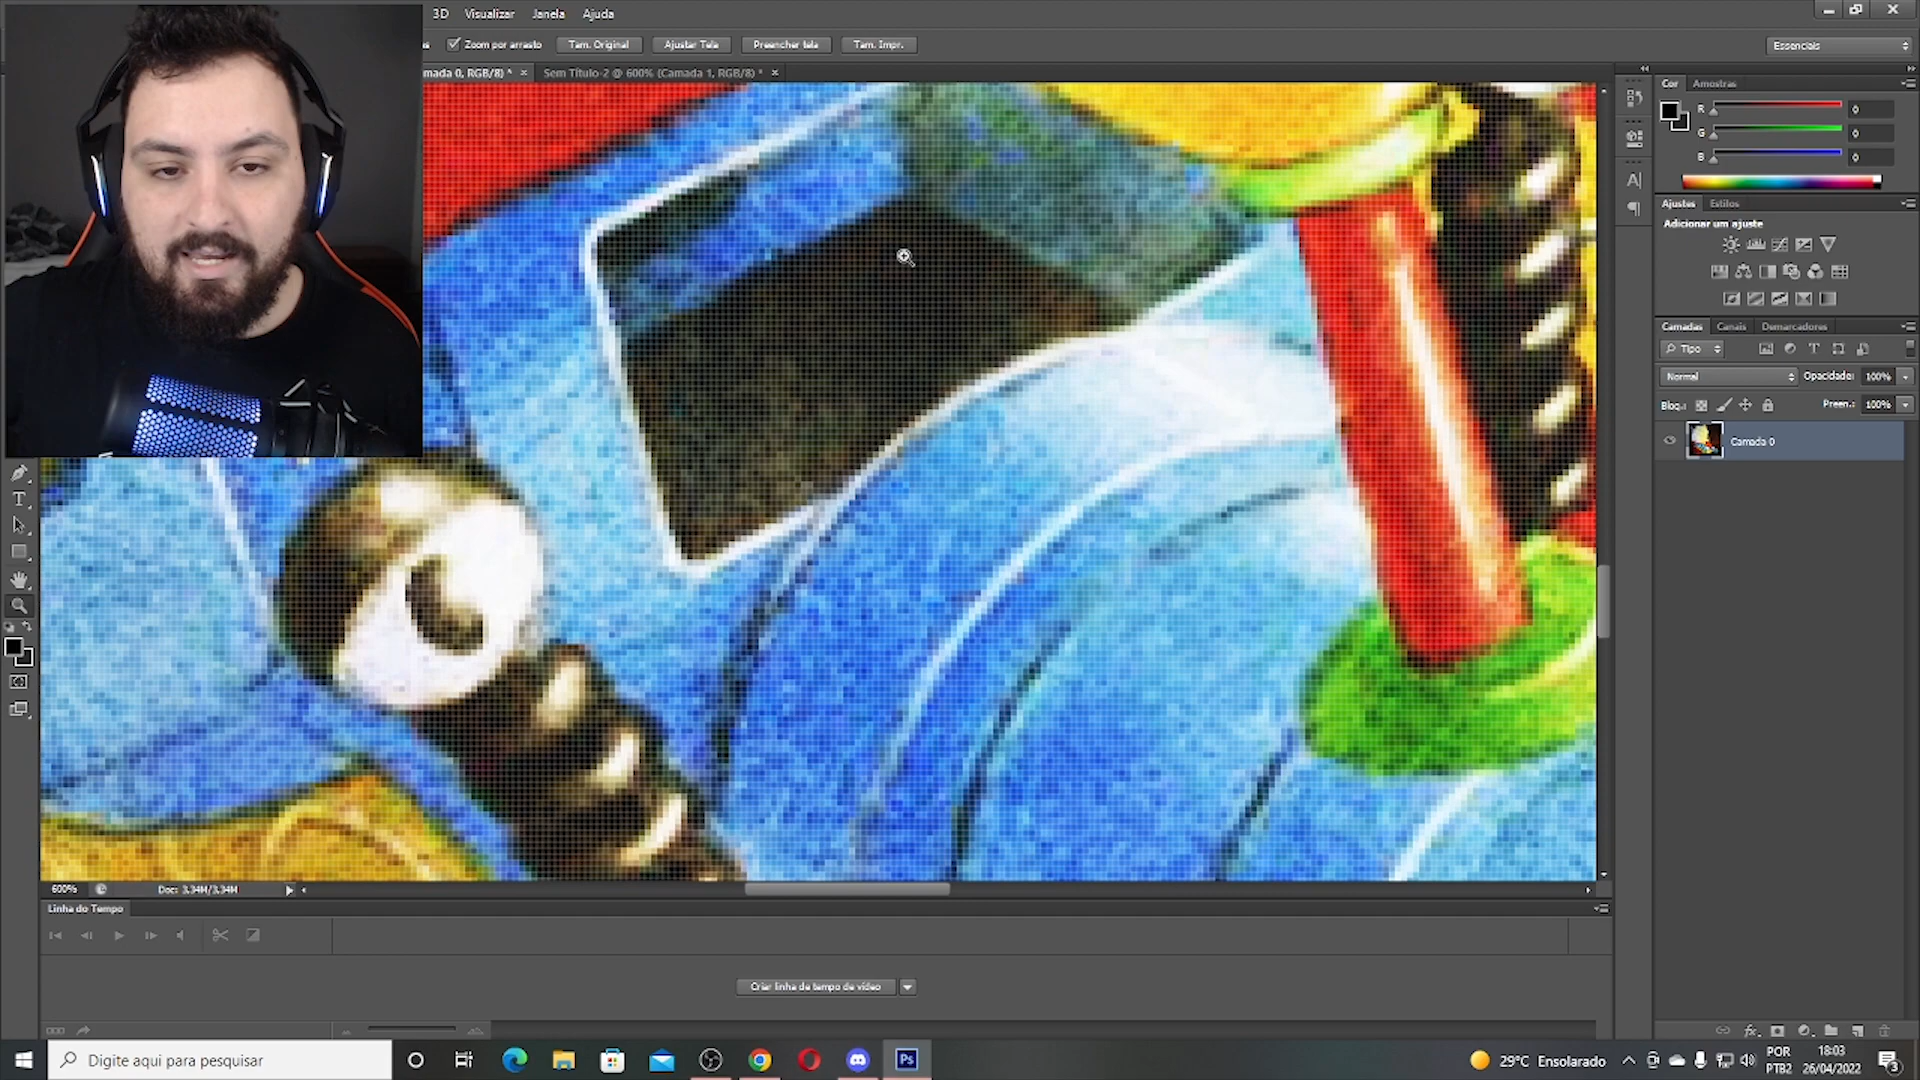 3D Visualizar Janela Ajuda
as Zoom por arrasto Tam. Original Ajustar Tela Preencher tela Tam. Impr. Essenciais
mada 0, RGB/8) * × Sem Título-2 @ 600% (Camada 1, RGB/8) * ×
Cor Amostras
R 0
G 0
B 0
Ajustes Estilos
Adicionar um ajuste
Camadas Canais Demarcadores
Tipo
Normal Opacidade: 100%
Bloq.: Preen.: 100%
Camada 0
600% Doc: 3,34M/3,34M
Linha do Tempo
Criar linha de tempo de vídeo
Digite aqui para pesquisar
Ps
29°C Ensolarado
POR
PTB2
18:03
26/04/2022
3